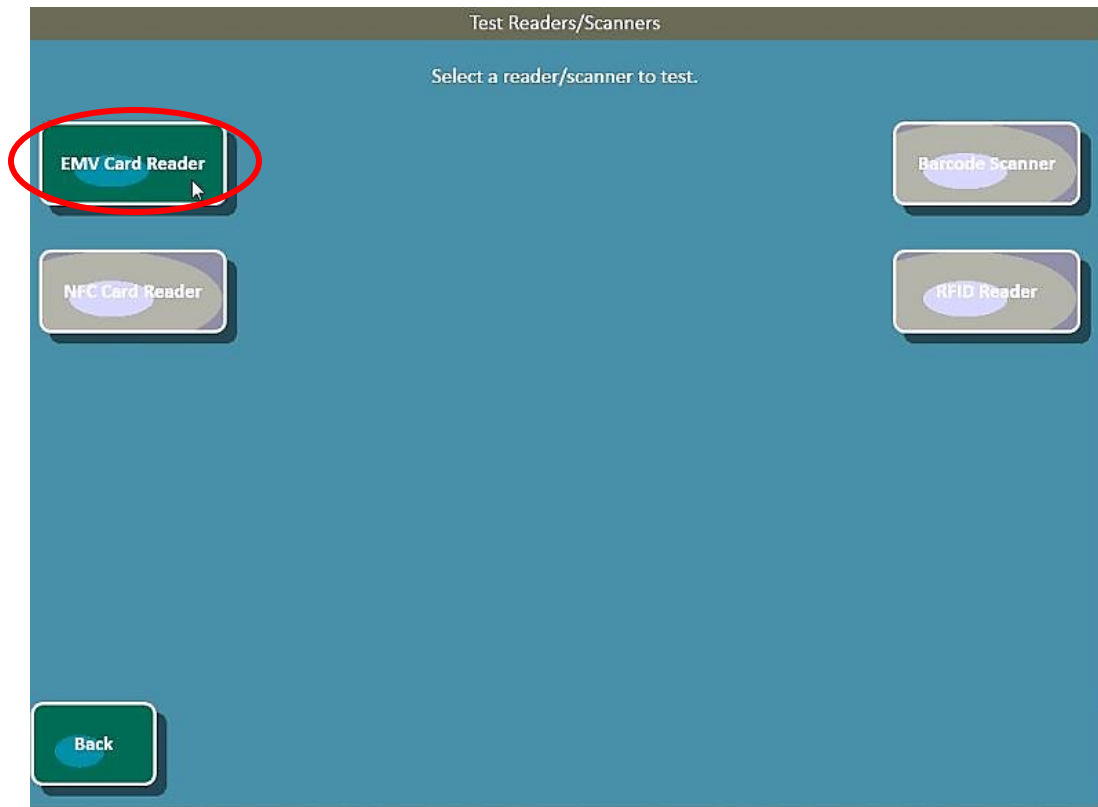 Test Readers/Scanners
Select a reader/scanner to test.
EMV Card Reader
Barcode Scanner
NFC Card Reader
RFID Reader
Back